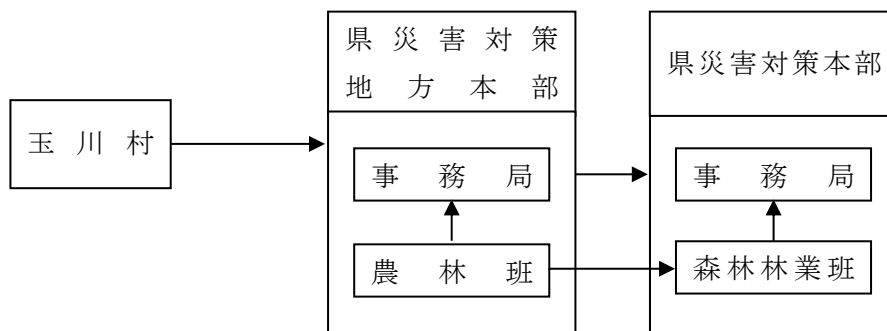 玉川村
県災害対策
地方本部
事務局
農林班
県災害対策本部
事務局
森林林業班